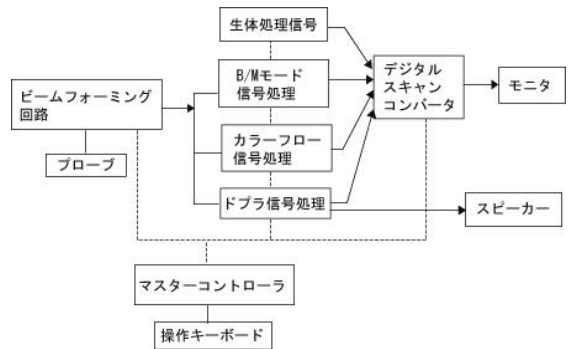 生体処理信号
B/Mモード
信号処理
デジタル
スキャン
コンバータ
モニタ
ビームフォーミング
回路
カラーフロー
信号処理
プローブ
ドプラ信号処理
スピーカー
マスターコントローラ
操作キーボード